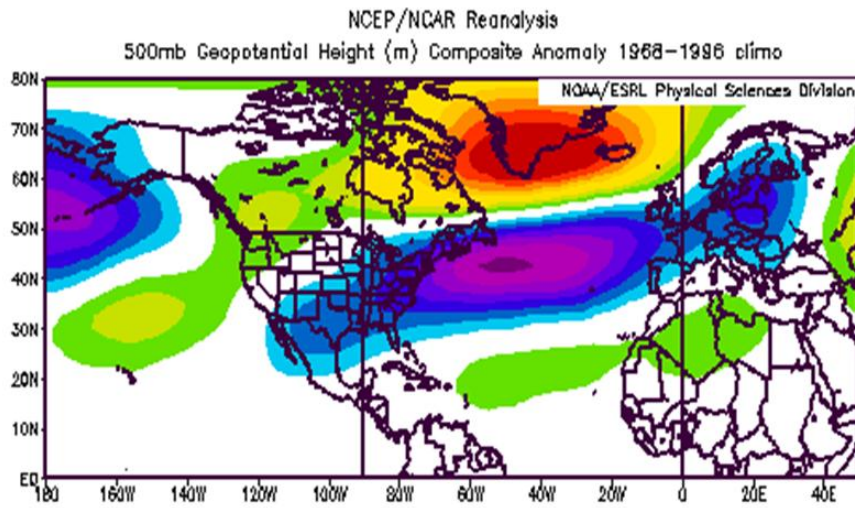 NCEP/NCAR Reanalysis
500mb Geopotential Height (m) Composite Anomaly 1968-1996 climo
NOAA/ESRL Physical Sciences Division
80N
70N
60N
50N
40N
30N
20N
10N
EQ
180 160W 140W 120W 100W 80W 60W 40W 20W 0 20E 40E